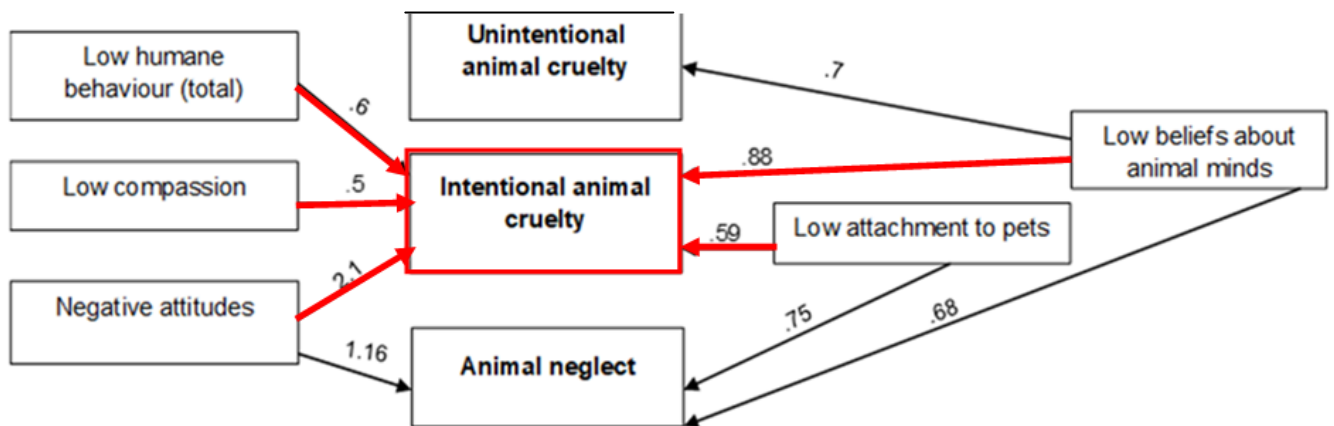 Low humane
behaviour (total)
Unintentional
animal cruelty
.6
.7
Low beliefs about
animal minds
Low compassion
.5
Intentional animal
cruelty
.88
.59
Low attachment to pets
Negative attitudes
2.1
1.16
Animal neglect
.75
.68